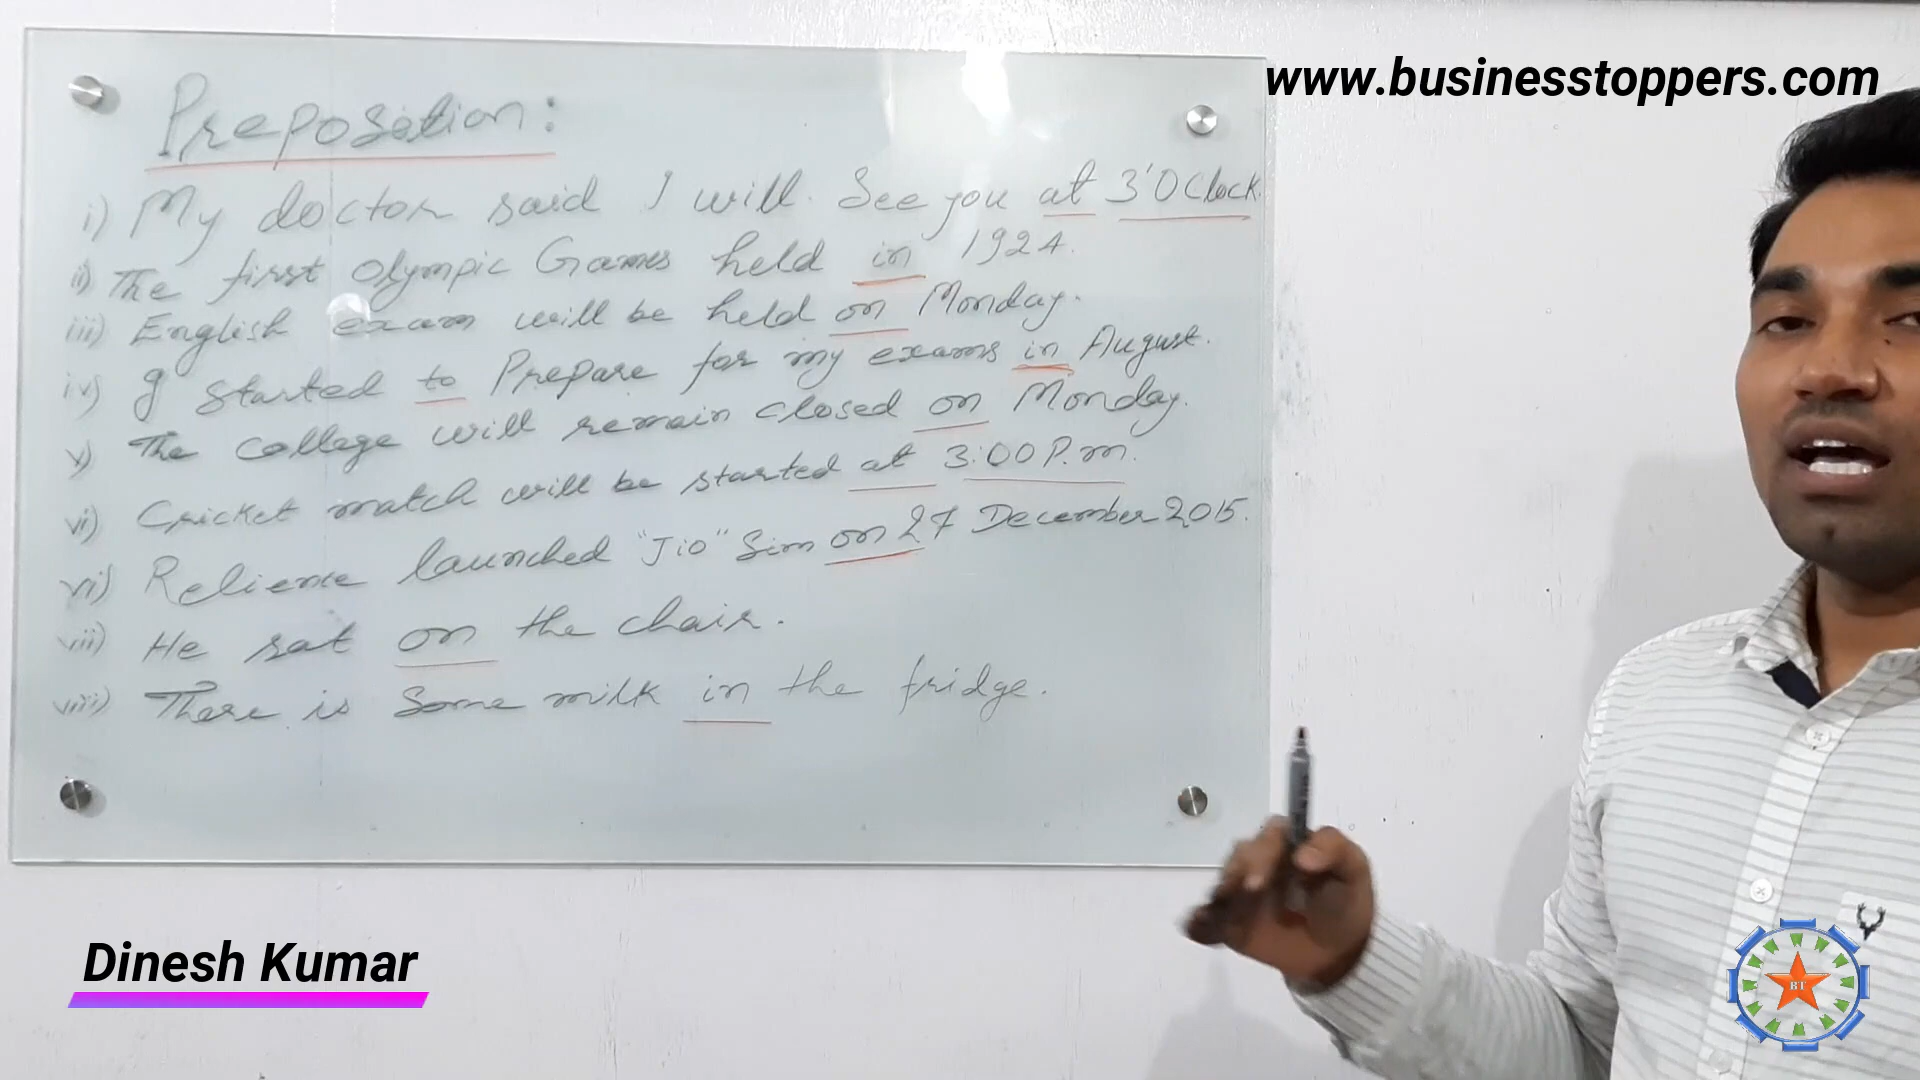 www.businesstoppers.com
Preposition:
i) My doctor said I will. See you at 3'O Clock.
ii) The first Olympic Games held in 1924.
iii) English exam will be held on Monday.
iv) I started to Prepare for my exams in August.
v) The college will remain closed on Monday.
vi) Cricket match will be started at 3:00 P.m.
vi) Relience launched "Jio" Sim on 27 December 2015.
vii) He sat on the chair.
viii) There is Some milk in the fridge.
Dinesh Kumar
BT